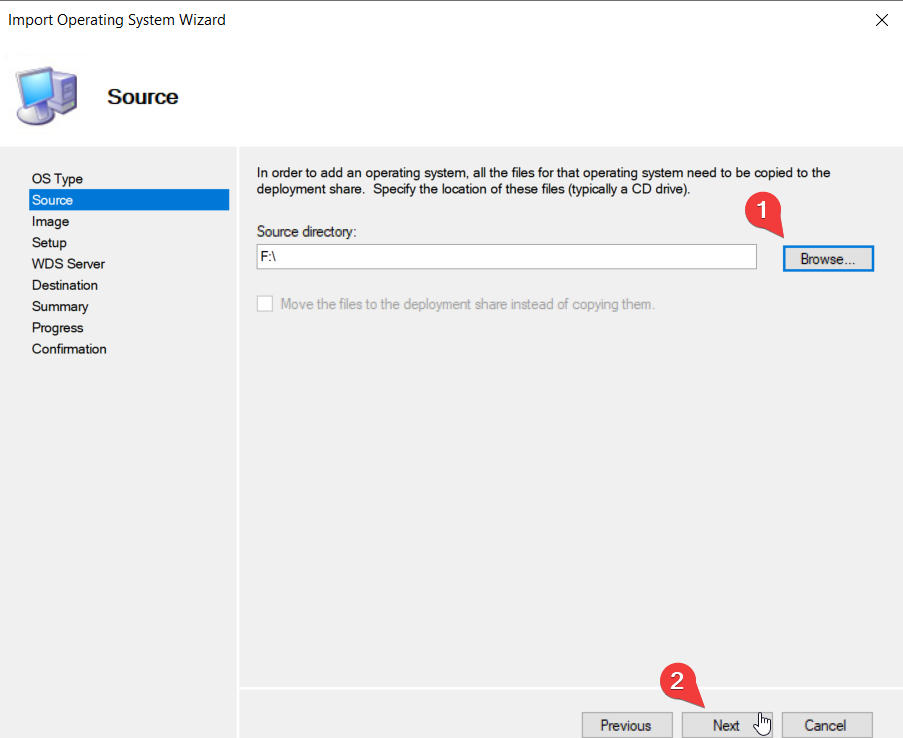 Import Operating System Wizard
Source
OS Type
Source
Image
Setup
WDS Server
Destination
Summary
Progress
Confirmation
In order to add an operating system, all the files for that operating system need to be copied to the
deployment share.  Specify the location of these files (typically a CD drive).
1
Source directory:
F:\
Browse...
Move the files to the deployment share instead of copying them.
2
Previous
Next
Cancel